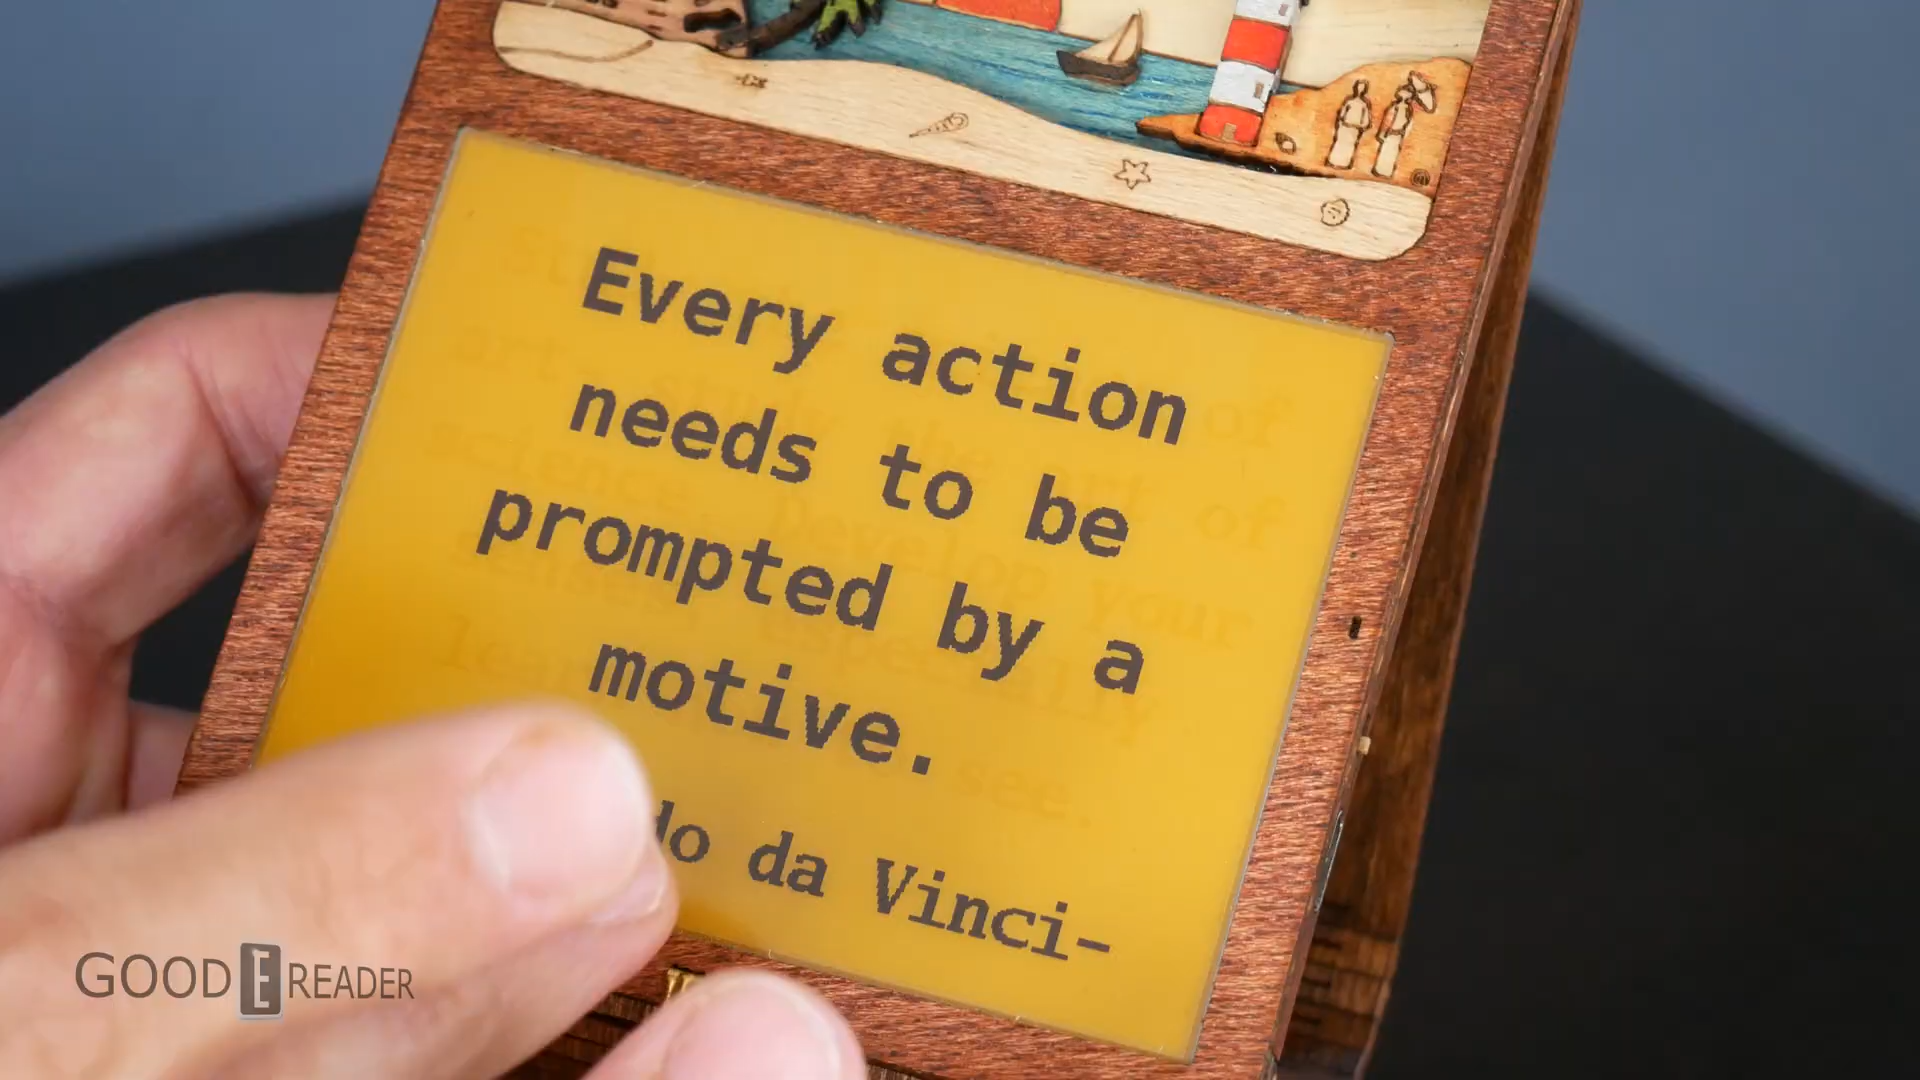 Every action
needs to be
prompted by a
motive.
do da Vinci-
GOOD E READER